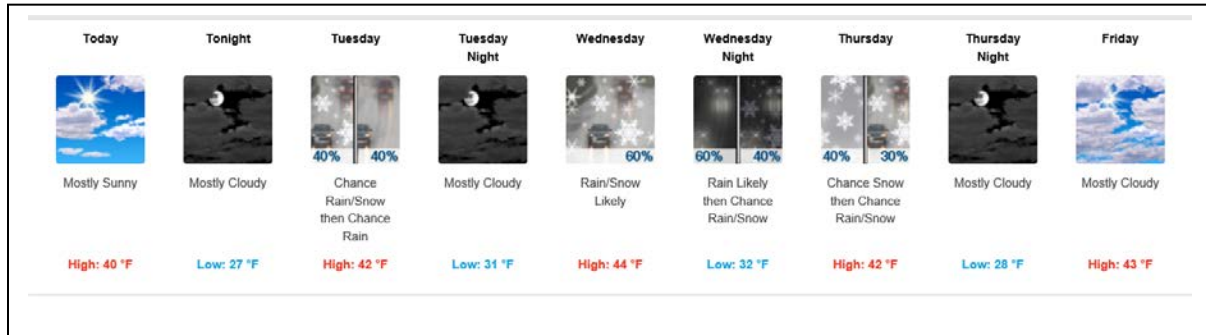 Today
Tonight
Tuesday
Tuesday
Night
Wednesday
Wednesday
Night
Thursday
Thursday
Night
Friday
40% 40%
60%
60% 40%
40% 30%
Mostly Sunny
Mostly Cloudy
Chance
Rain/Snow
then Chance
Rain
Mostly Cloudy
Rain/Snow
Likely
Rain Likely
then Chance
Rain/Snow
Chance Snow
then Chance
Rain/Snow
Mostly Cloudy
Mostly Cloudy
High: 40 °F
Low: 27 °F
High: 42 °F
Low: 31 °F
High: 44 °F
Low: 32 °F
High: 42 °F
Low: 28 °F
High: 43 °F